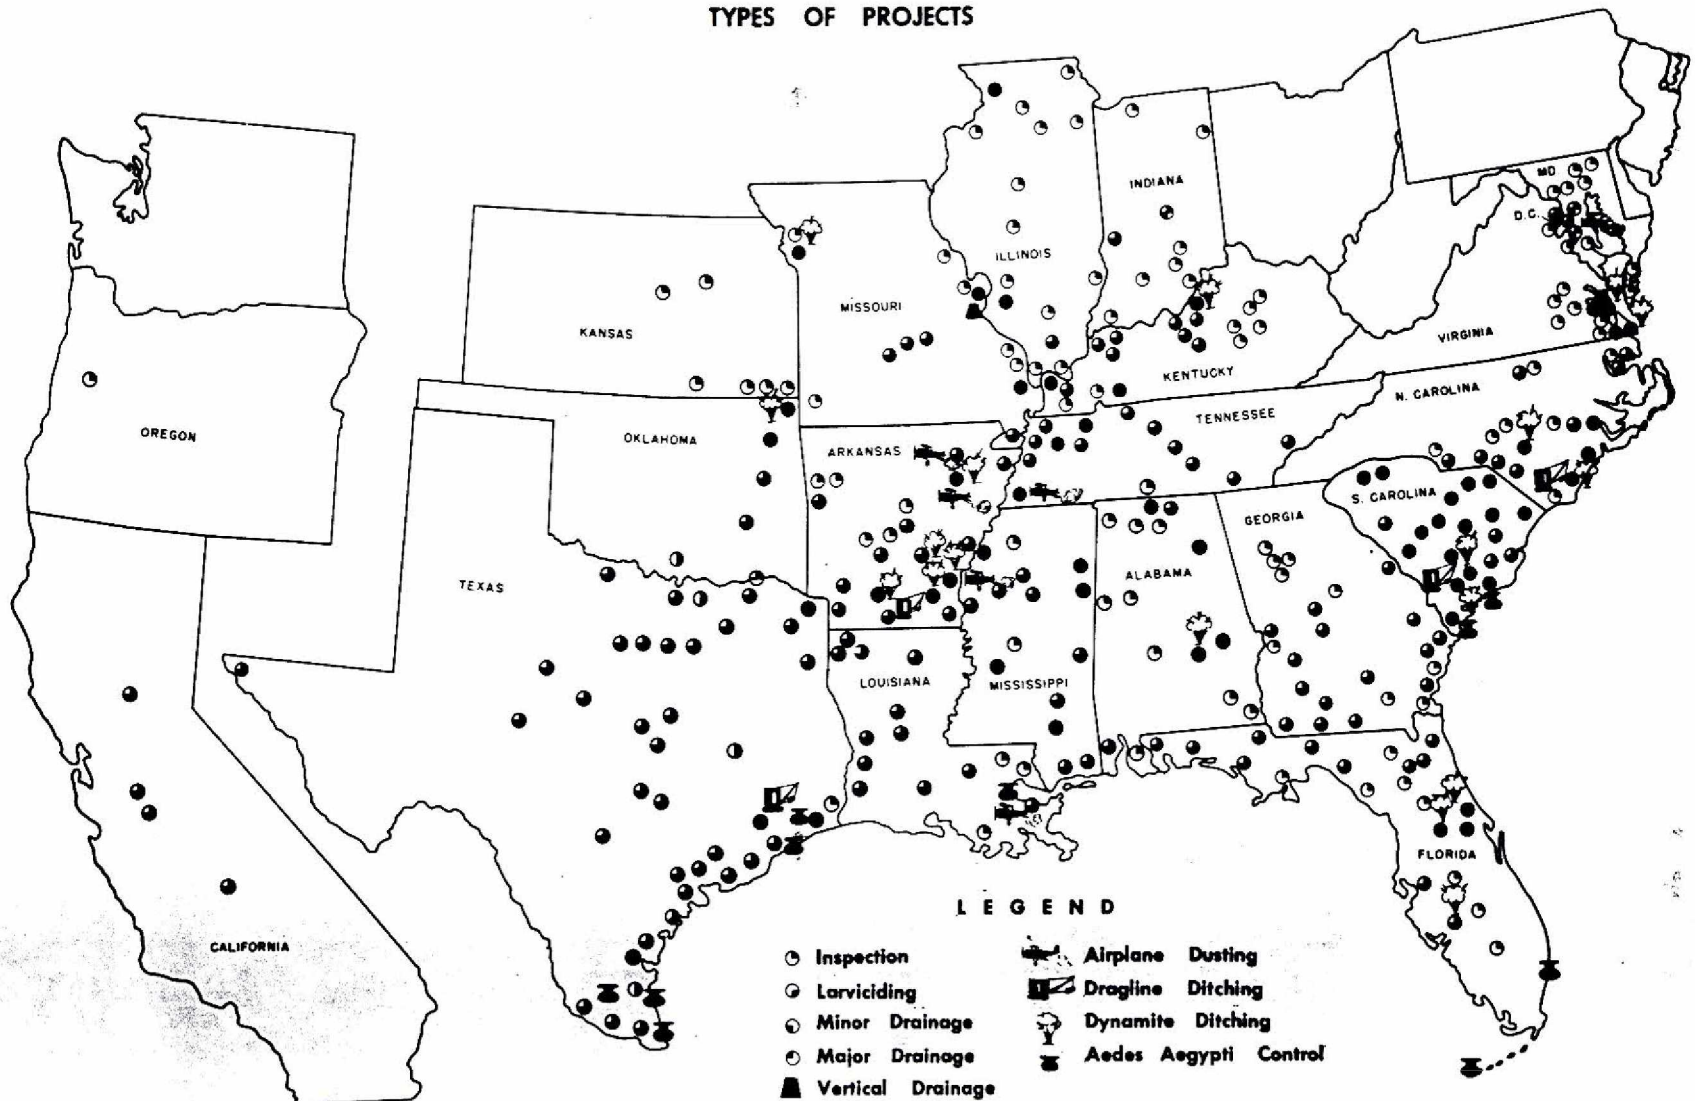 TYPES OF PROJECTS
MD
D.C.
INDIANA
ILLINOIS
MISSOURI
KANSAS
VIRGINIA
KENTUCKY
N. CAROLINA
TENNESSEE
OREGON
OKLAHOMA
ARKANSAS
S. CAROLINA
GEORGIA
TEXAS
ALABAMA
LOUISIANA
MISSISSIPPI
FLORIDA
CALIFORNIA
LEGEND
Inspection
Larviciding
Minor Drainage
Major Drainage
Vertical Drainage
Airplane Dusting
Dragline Ditching
Dynamite Ditching
Aedes Aegypti Control